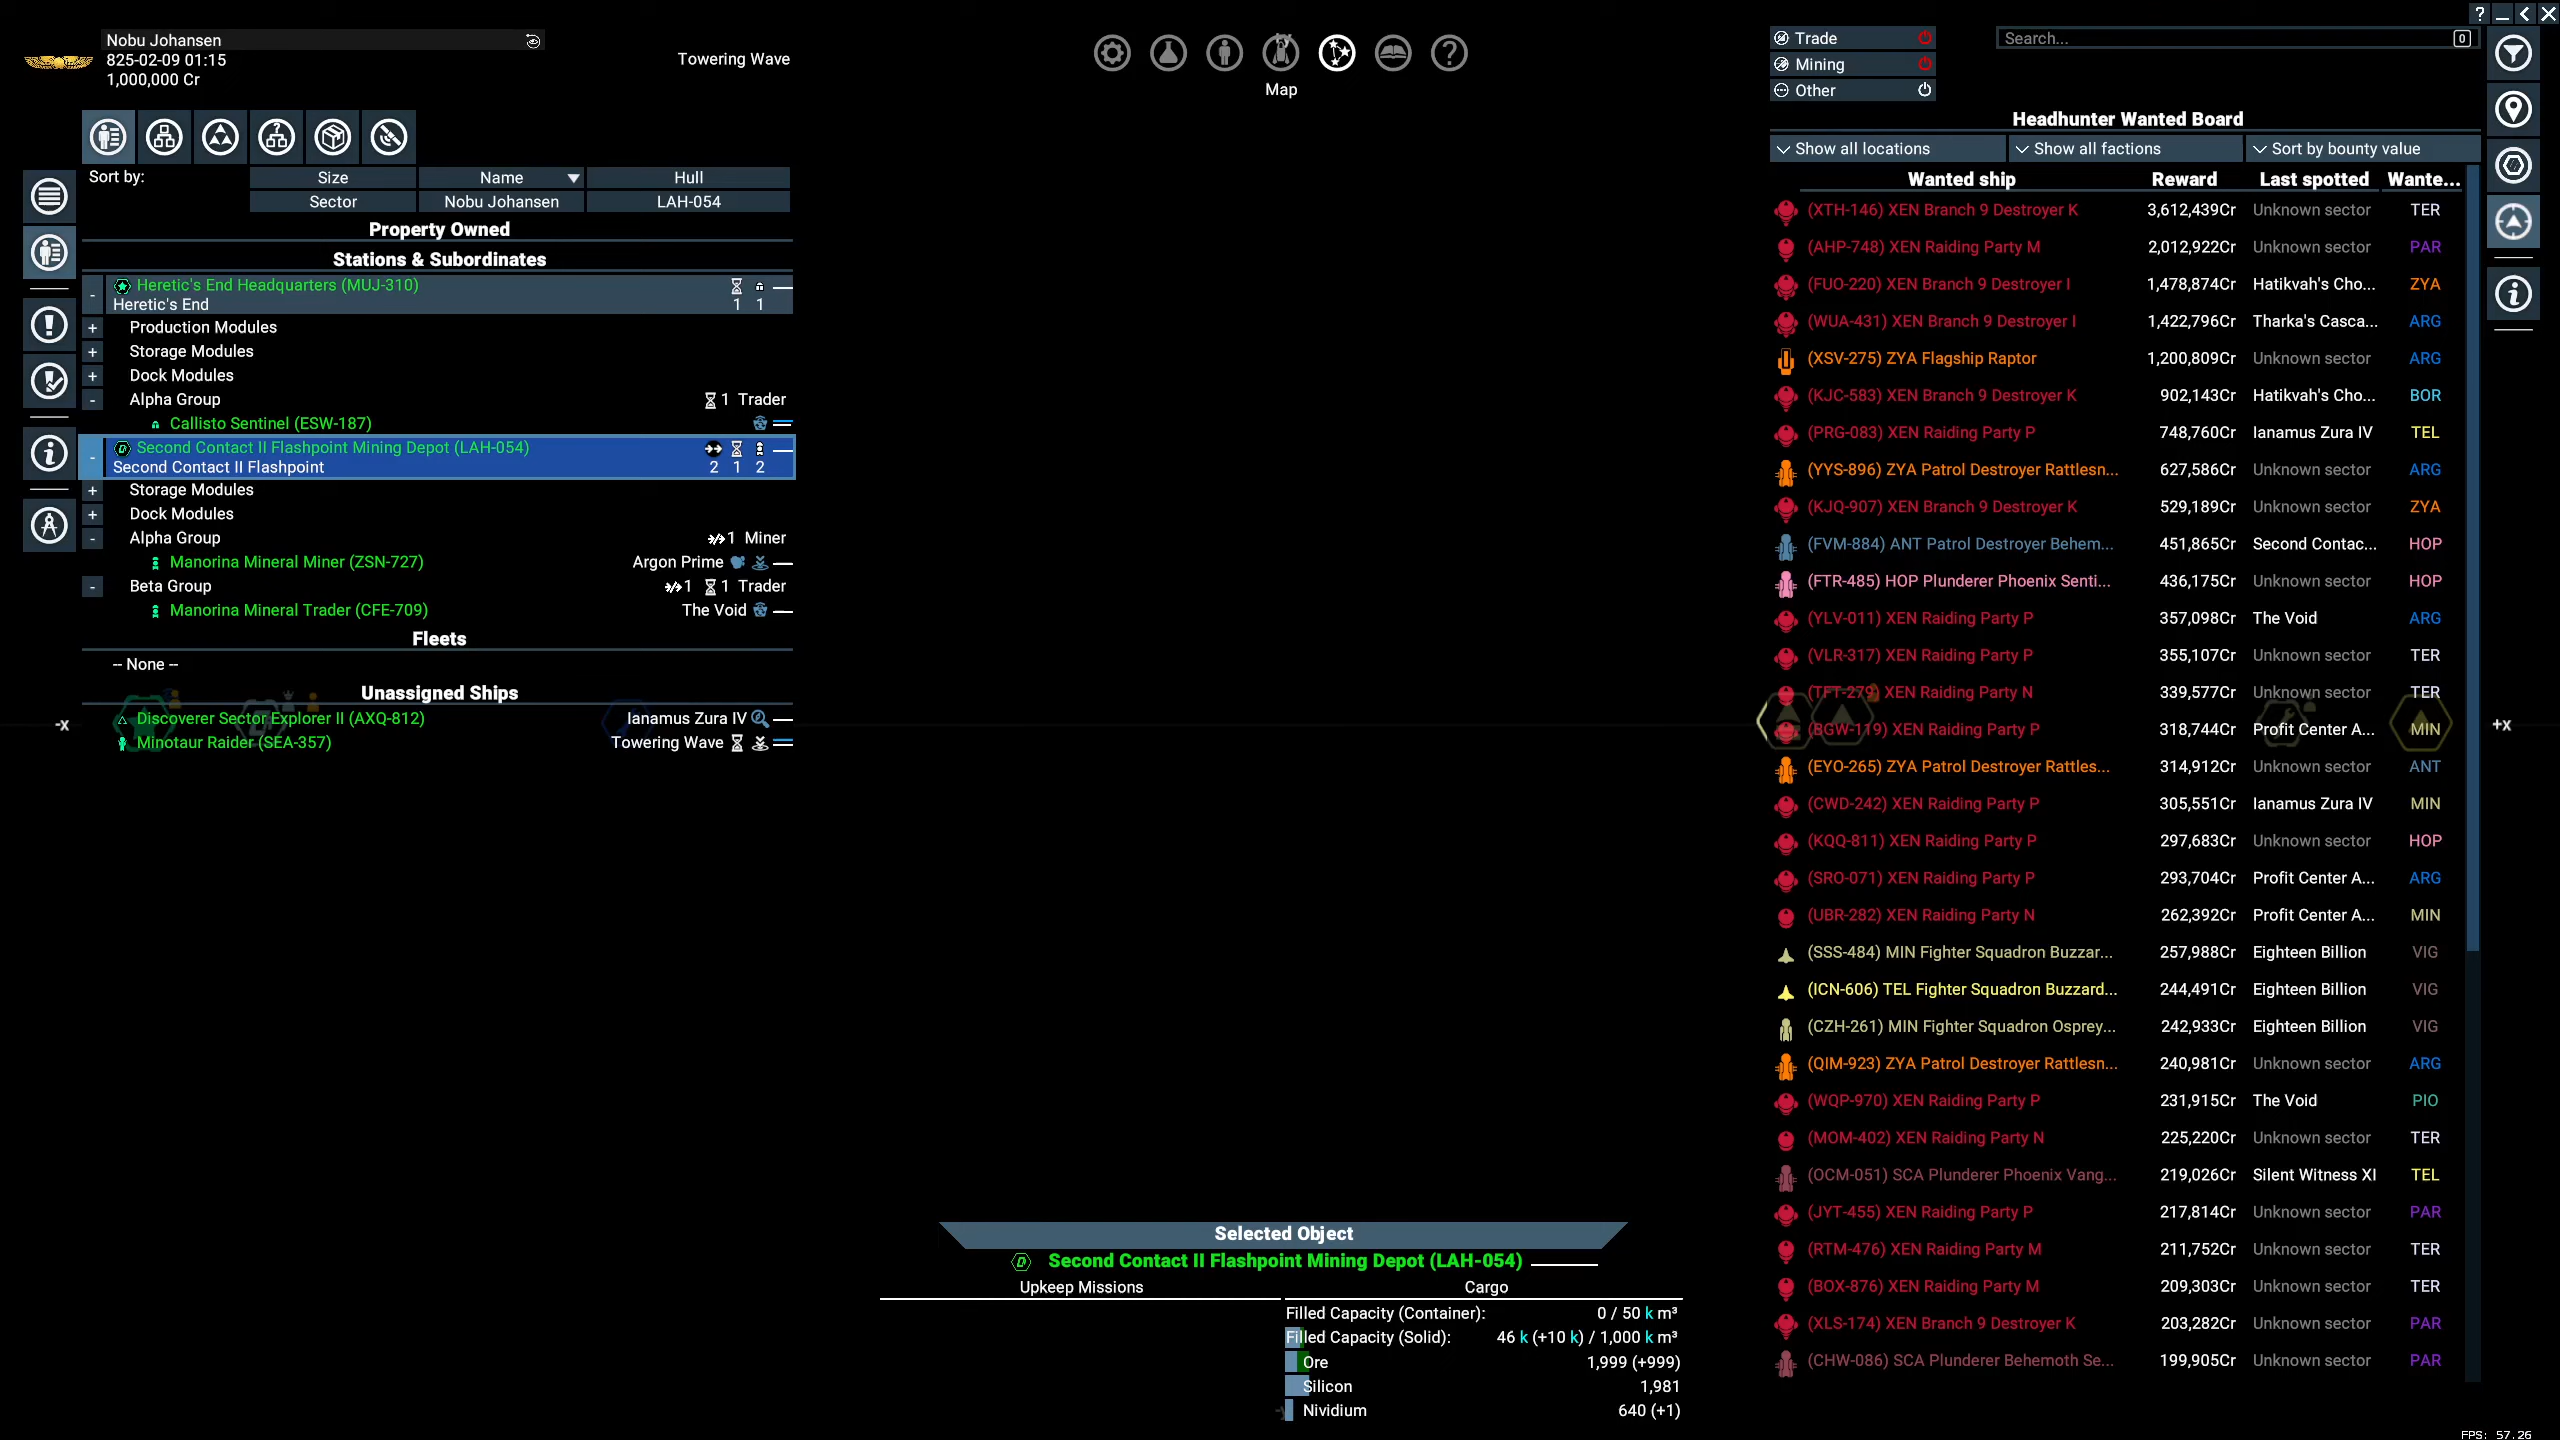 Nobu Johansen
825-02-09 01:15
1,000,000 Cr
Towering Wave
Map
Sort by:
Size Name Hull
Sector Nobu Johansen LAH-054
Property Owned
Stations & Subordinates
- Heretic's End Headquarters (MUJ-310)
Heretic's End 1 1
+ Production Modules
+ Storage Modules
+ Dock Modules
- Alpha Group 1 Trader
Callisto Sentinel (ESW-187)
- Second Contact II Flashpoint Mining Depot (LAH-054)
Second Contact II Flashpoint 2 1 2
+ Storage Modules
+ Dock Modules
- Alpha Group 1 Miner
Manorina Mineral Miner (ZSN-727) Argon Prime
- Beta Group 1 1 Trader
Manorina Mineral Trader (CFE-709) The Void
Fleets
-- None --
Unassigned Ships
Discoverer Sector Explorer II (AXQ-812) Ianamus Zura IV
Minotaur Raider (SEA-357) Towering Wave
-x
+x
Selected Object
Second Contact II Flashpoint Mining Depot (LAH-054)
Upkeep Missions
Cargo
Filled Capacity (Container): 0 / 50 k m³
Filled Capacity (Solid): 46 k (+10 k) / 1,000 k m³
Ore 1,999 (+999)
Silicon 1,981
Nividium 640 (+1)
Trade
Mining
Other
Search... 0
Headhunter Wanted Board
Show all locations Show all factions Sort by bounty value
Wanted ship Reward Last spotted Wante...
(XTH-146) XEN Branch 9 Destroyer K 3,612,439Cr Unknown sector TER
(AHP-748) XEN Raiding Party M 2,012,922Cr Unknown sector PAR
(FUO-220) XEN Branch 9 Destroyer I 1,478,874Cr Hatikvah's Cho... ZYA
(WUA-431) XEN Branch 9 Destroyer I 1,422,796Cr Tharka's Casca... ARG
(XSV-275) ZYA Flagship Raptor 1,200,809Cr Unknown sector ARG
(KJC-583) XEN Branch 9 Destroyer K 902,143Cr Hatikvah's Cho... BOR
(PRG-083) XEN Raiding Party P 748,760Cr Ianamus Zura IV TEL
(YYS-896) ZYA Patrol Destroyer Rattlesn... 627,586Cr Unknown sector ARG
(KJQ-907) XEN Branch 9 Destroyer K 529,189Cr Unknown sector ZYA
(FVM-884) ANT Patrol Destroyer Behem... 451,865Cr Second Contac... HOP
(FTR-485) HOP Plunderer Phoenix Senti... 436,175Cr Unknown sector HOP
(YLV-011) XEN Raiding Party P 357,098Cr The Void ARG
(VLR-317) XEN Raiding Party P 355,107Cr Unknown sector TER
(TFT-279) XEN Raiding Party N 339,577Cr Unknown sector TER
(BGW-119) XEN Raiding Party P 318,744Cr Profit Center A... MIN
(EYO-265) ZYA Patrol Destroyer Rattles... 314,912Cr Unknown sector ANT
(CWD-242) XEN Raiding Party P 305,551Cr Ianamus Zura IV MIN
(KQQ-811) XEN Raiding Party P 297,683Cr Unknown sector HOP
(SRO-071) XEN Raiding Party P 293,704Cr Profit Center A... ARG
(UBR-282) XEN Raiding Party N 262,392Cr Profit Center A... MIN
(SSS-484) MIN Fighter Squadron Buzzar... 257,988Cr Eighteen Billion VIG
(ICN-606) TEL Fighter Squadron Buzzard... 244,491Cr Eighteen Billion VIG
(CZH-261) MIN Fighter Squadron Osprey... 242,933Cr Eighteen Billion VIG
(QIM-923) ZYA Patrol Destroyer Rattlesn... 240,981Cr Unknown sector ARG
(WQP-970) XEN Raiding Party P 231,915Cr The Void PIO
(MOM-402) XEN Raiding Party N 225,220Cr Unknown sector TER
(OCM-051) SCA Plunderer Phoenix Vang... 219,026Cr Silent Witness XI TEL
(JYT-455) XEN Raiding Party P 217,814Cr Unknown sector PAR
(RTM-476) XEN Raiding Party M 211,752Cr Unknown sector TER
(BOX-876) XEN Raiding Party M 209,303Cr Unknown sector TER
(XLS-174) XEN Branch 9 Destroyer K 203,282Cr Unknown sector PAR
(CHW-086) SCA Plunderer Behemoth Se... 199,905Cr Unknown sector PAR
FPS: 57.26